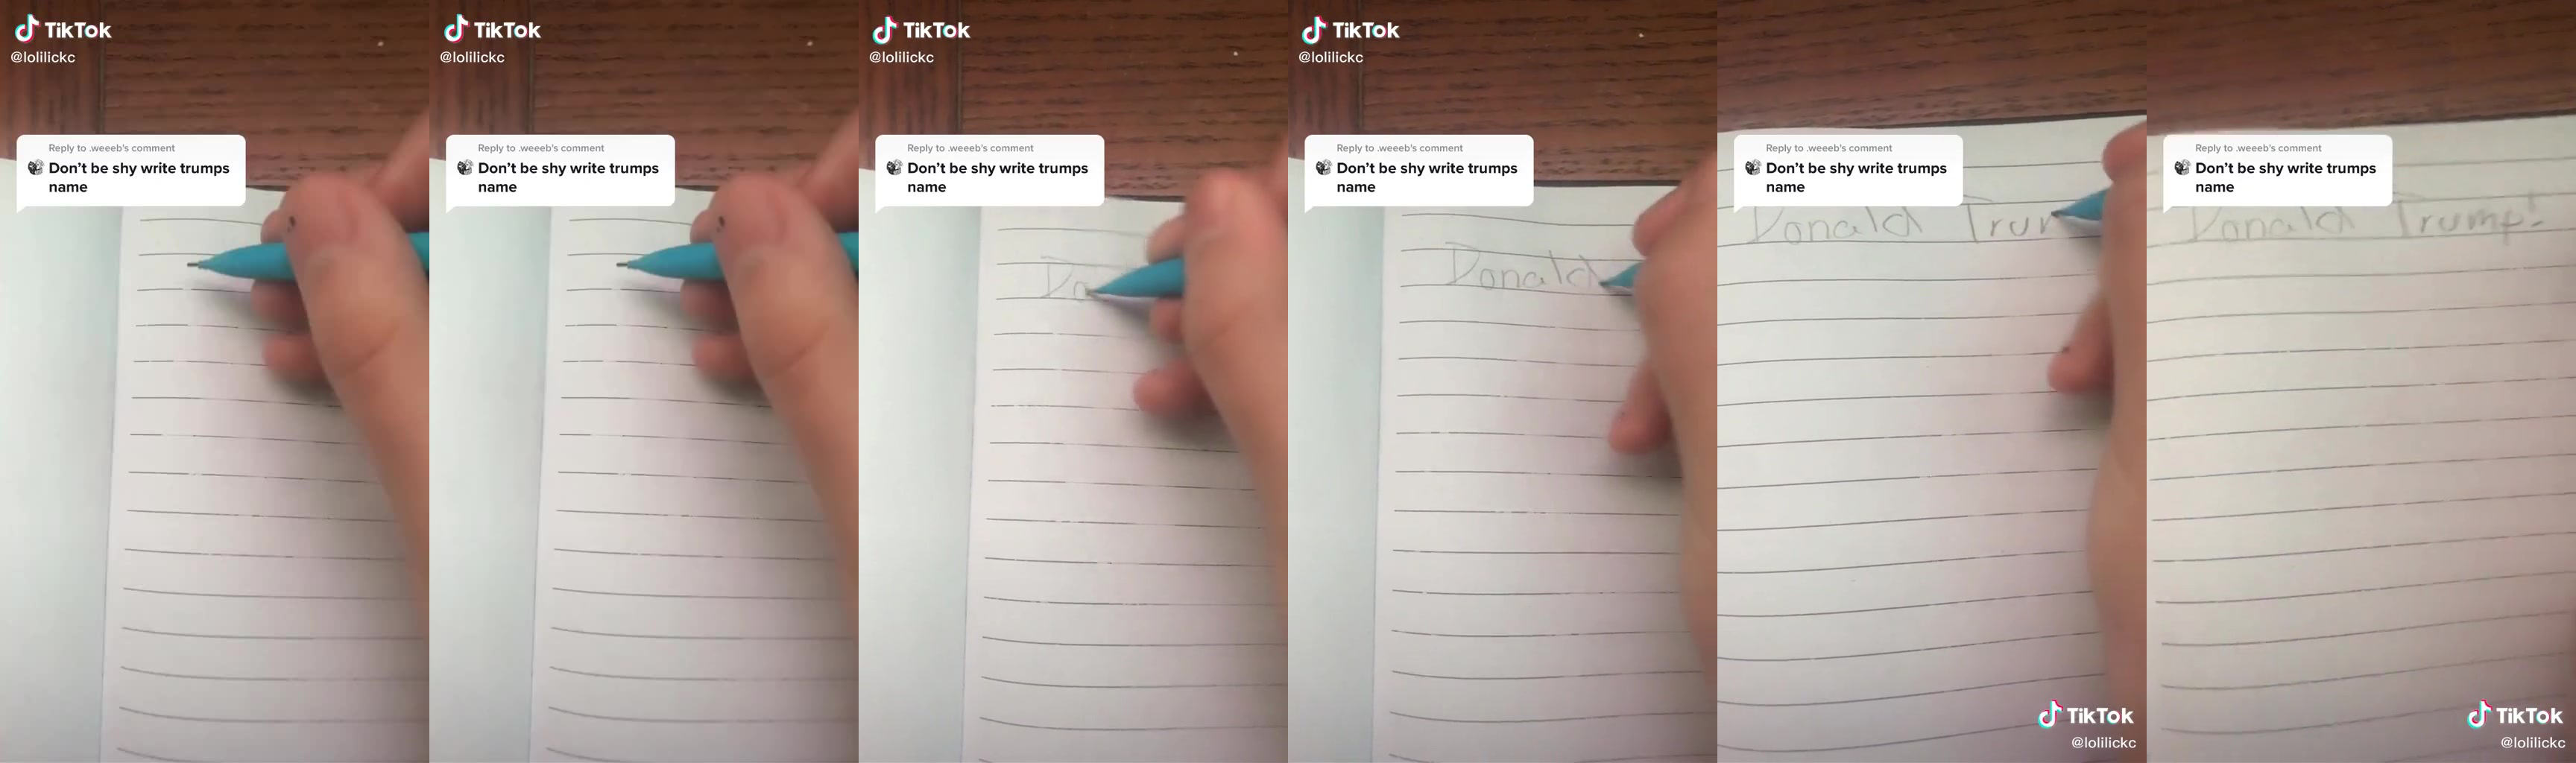 TikTok
@lolilickc
Reply to .weeeb's comment
Don't be shy write trumps
name
TikTok
@lolilickc
Reply to .weeeb's comment
Don't be shy write trumps
name
TikTok
@lolilickc
Reply to .weeeb's comment
Don't be shy write trumps
name
Do
TikTok
@lolilickc
Reply to .weeeb's comment
Don't be shy write trumps
name
Donald
Reply to .weeeb's comment
Don't be shy write trumps
name
Donald Trum
TikTok
@lolilickc
Reply to .weeeb's comment
Don't be shy write trumps
name
Donald Trump!
TikTok
@lolilickc